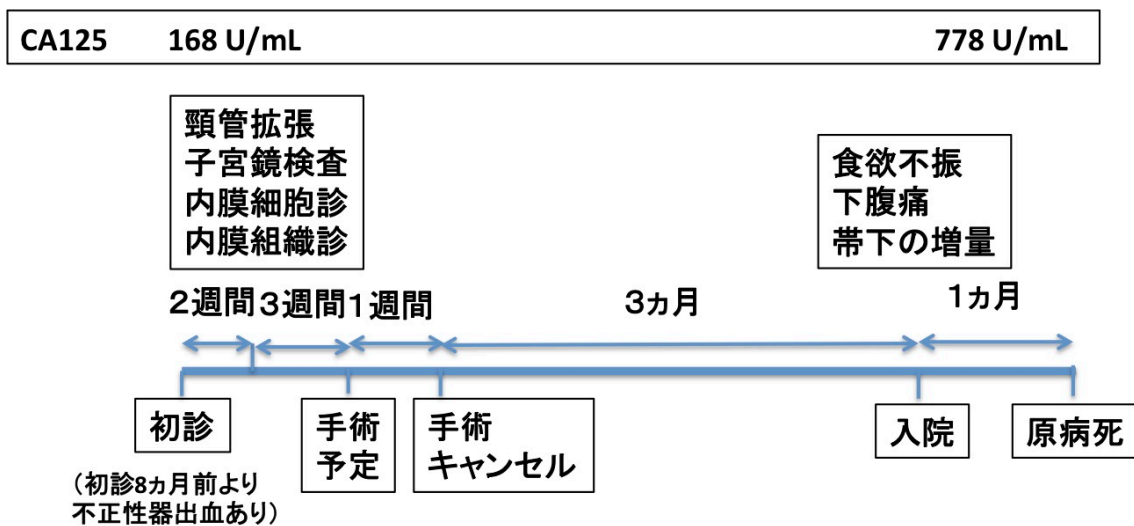 CA125 168 U/mL 778 U/mL
頸管拡張
子宮鏡検査
内膜細胞診
内膜組織診
食欲不振
下腹痛
帯下の増量
2週間 3週間 1週間 3ヵ月 1ヵ月
初診
(初診8ヵ月前より
不正性器出血あり)
手術
予定
手術
キャンセル
入院
原病死